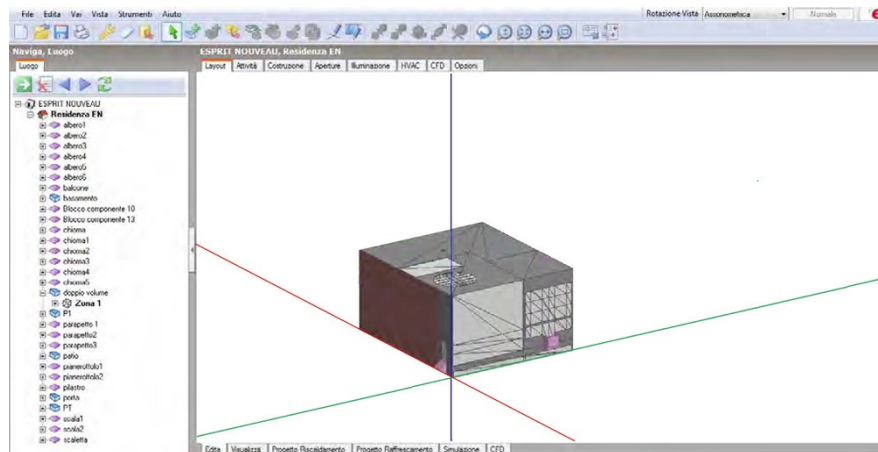 File Edita Vai Vista Strumenti Aiuto
Rotazione Vista Assonometrica Normale
Naviga, Luogo
ESPRIT NOUVEAU, Residenza EN
Luogo
Layout Attività Costruzione Aperture Illuminazione HVAC CFD Opzioni
ESPRIT NOUVEAU
Residenza EN
albero1
albero2
albero3
albero4
albero5
albero6
balcone
basamento
Blocco componente 10
Blocco componente 13
chioma
chioma1
chioma2
chioma3
chioma4
chioma5
doppio volume
Zona 1
P1
parapetto 1
parapetto2
parapetto3
patio
pianerottolo1
pianerottolo2
pilastro
porta
PT
scala1
scala2
scaletta
Edita Visualizza Progetto Riscaldamento Progetto Raffrescamento Simulazione CFD